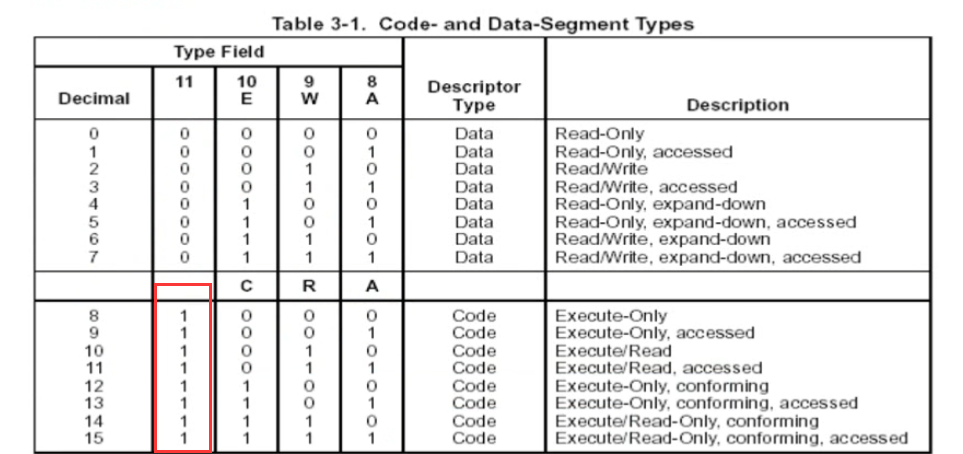 Table 3-1. Code- and Data-Segment Types
Type Field
Decimal 11 10 9 8 Descriptor Description
E W A Type
0 0 0 0 0 Data Read-Only
1 0 0 0 1 Data Read-Only, accessed
2 0 0 1 0 Data Read/Write
3 0 0 1 1 Data Read/Write, accessed
4 0 1 0 0 Data Read-Only, expand-down
5 0 1 0 1 Data Read-Only, expand-down, accessed
6 0 1 1 0 Data Read/Write, expand-down
7 0 1 1 1 Data Read/Write, expand-down, accessed
C R A
8 1 0 0 0 Code Execute-Only
9 1 0 0 1 Code Execute-Only, accessed
10 1 0 1 0 Code Execute/Read
11 1 0 1 1 Code Execute/Read, accessed
12 1 1 0 0 Code Execute-Only, conforming
13 1 1 0 1 Code Execute-Only, conforming, accessed
14 1 1 1 0 Code Execute/Read-Only, conforming
15 1 1 1 1 Code Execute/Read-Only, conforming, accessed